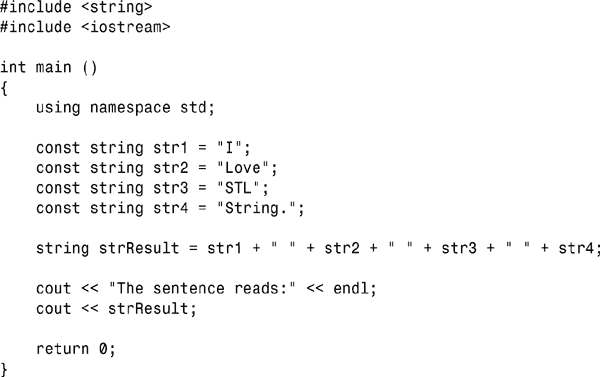 #include <string>
#include <iostream>
int main ()
{
using namespace std;
const string str1 = "I";
const string str2 = "Love";
const string str3 = "STL";
const string str4 = "String.";
string strResult = str1 + " " + str2 + " " + str3 + " " + str4;
cout << "The sentence reads:" << endl;
cout << strResult;
return 0;
}